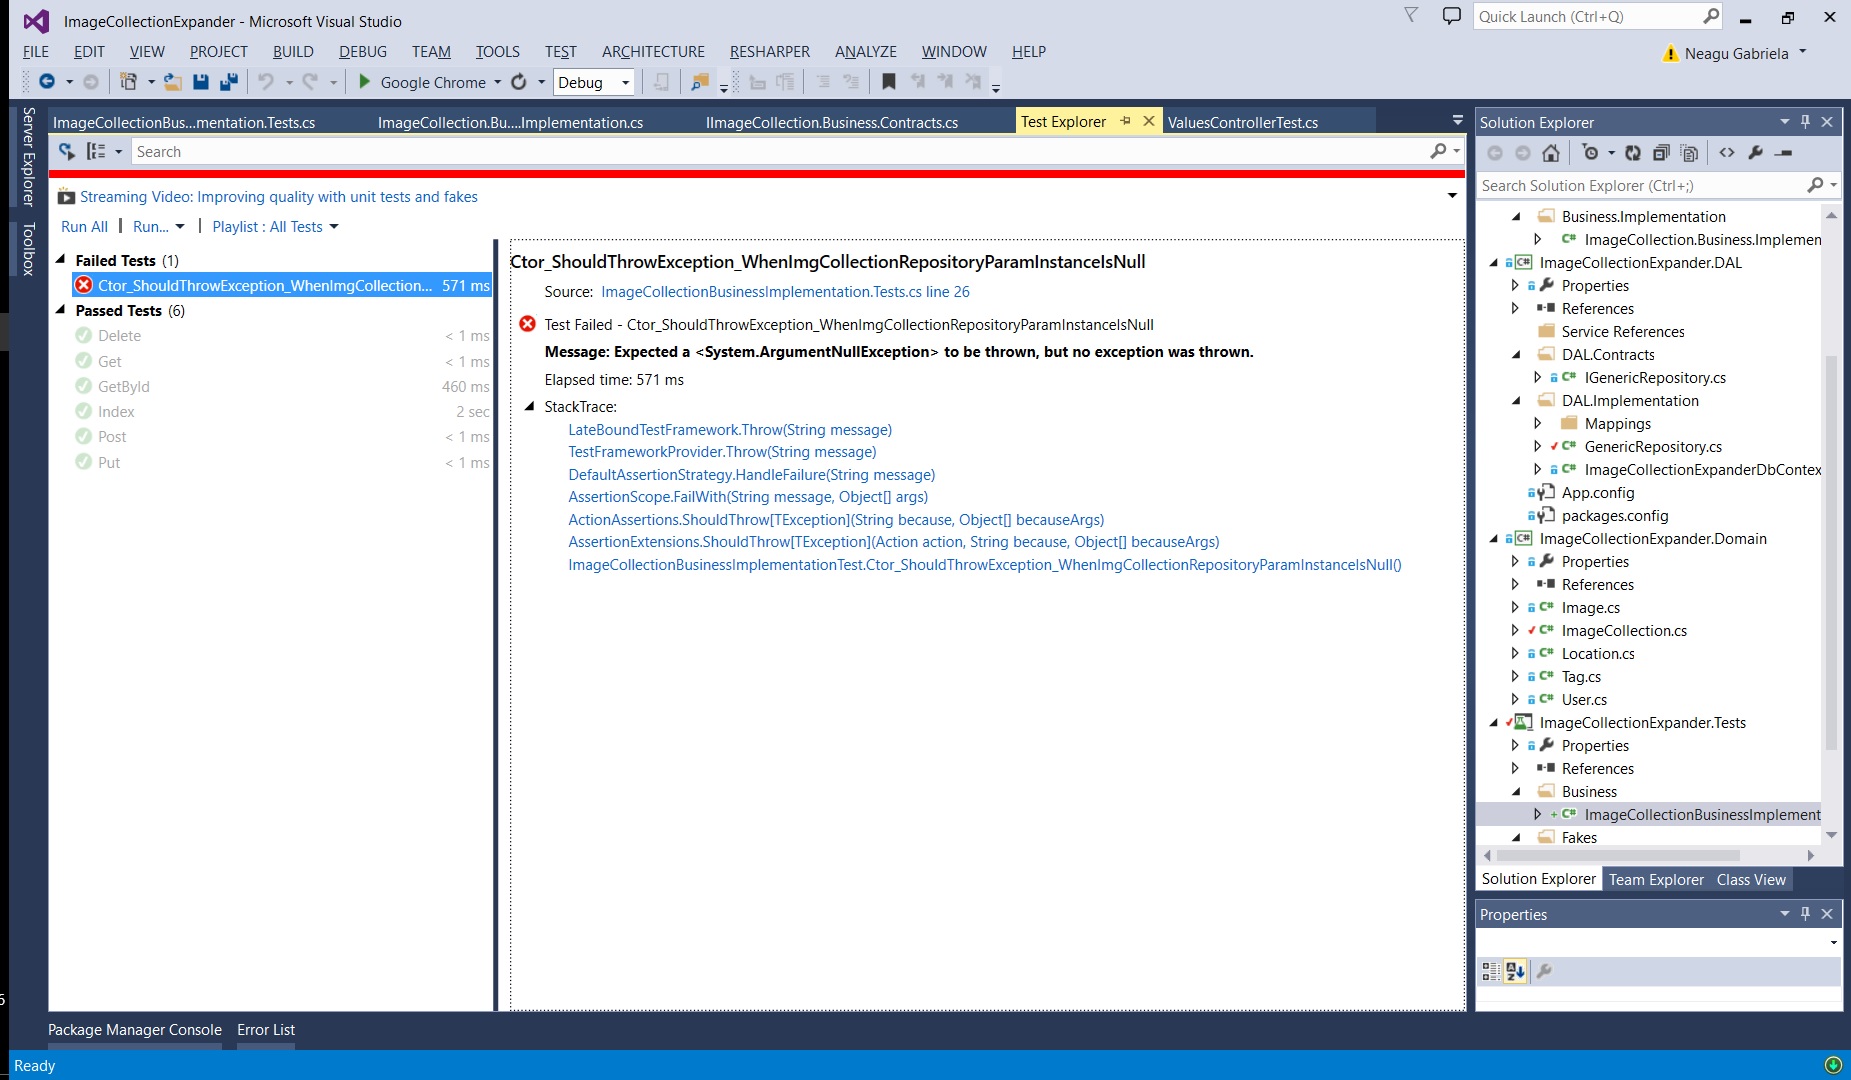 ImageCollectionExpander - Microsoft Visual Studio
Quick Launch (Ctrl+Q)
FILE EDIT VIEW PROJECT BUILD DEBUG TEAM TOOLS TEST ARCHITECTURE RESHARPER ANALYZE WINDOW HELP
Neagu Gabriela
Google Chrome Debug
Server Explorer
Toolbox
ImageCollectionBus...mentation.Tests.cs ImageCollection.Bu....Implementation.cs IImageCollection.Business.Contracts.cs Test Explorer ValuesControllerTest.cs
Search
Streaming Video: Improving quality with unit tests and fakes
Run All | Run... | Playlist : All Tests
Failed Tests (1)
Ctor_ShouldThrowException_WhenImgCollection... 571 ms
Passed Tests (6)
Delete < 1 ms
Get < 1 ms
GetById 460 ms
Index 2 sec
Post < 1 ms
Put < 1 ms
Ctor_ShouldThrowException_WhenImgCollectionRepositoryParamInstanceIsNull
Source: ImageCollectionBusinessImplementation.Tests.cs line 26
Test Failed - Ctor_ShouldThrowException_WhenImgCollectionRepositoryParamInstanceIsNull
Message: Expected a <System.ArgumentNullException> to be thrown, but no exception was thrown.
Elapsed time: 571 ms
StackTrace:
LateBoundTestFramework.Throw(String message)
TestFrameworkProvider.Throw(String message)
DefaultAssertionStrategy.HandleFailure(String message)
AssertionScope.FailWith(String message, Object[] args)
ActionAssertions.ShouldThrow[TException](String because, Object[] becauseArgs)
AssertionExtensions.ShouldThrow[TException](Action action, String because, Object[] becauseArgs)
ImageCollectionBusinessImplementationTest.Ctor_ShouldThrowException_WhenImgCollectionRepositoryParamInstanceIsNull()
Solution Explorer
Search Solution Explorer (Ctrl+;)
Business.Implementation
C# ImageCollection.Business.Implemen
C# ImageCollectionExpander.DAL
Properties
References
Service References
DAL.Contracts
C# IGenericRepository.cs
DAL.Implementation
Mappings
C# GenericRepository.cs
C# ImageCollectionExpanderDbContex
App.config
packages.config
C# ImageCollectionExpander.Domain
Properties
References
C# Image.cs
C# ImageCollection.cs
C# Location.cs
C# Tag.cs
C# User.cs
ImageCollectionExpander.Tests
Properties
References
Business
C# ImageCollectionBusinessImplement
Fakes
Solution Explorer Team Explorer Class View
Properties
Package Manager Console Error List
Ready